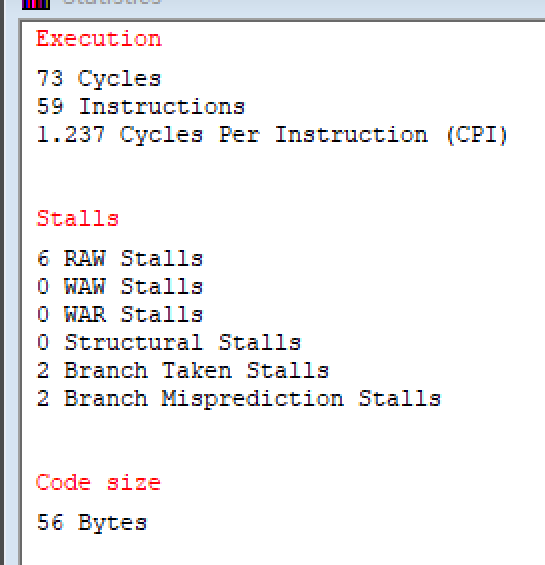 Statistics
Execution
73 Cycles
59 Instructions
1.237 Cycles Per Instruction (CPI)
Stalls
6 RAW Stalls
0 WAW Stalls
0 WAR Stalls
0 Structural Stalls
2 Branch Taken Stalls
2 Branch Misprediction Stalls
Code size
56 Bytes